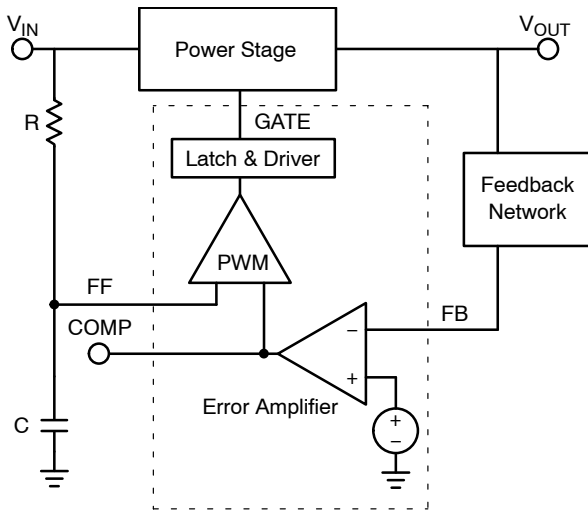 V_IN
Power Stage
V_OUT
R
GATE
Latch & Driver
Feedback
Network
PWM
FF
FB
COMP
−
+
Error Amplifier
+
−
C